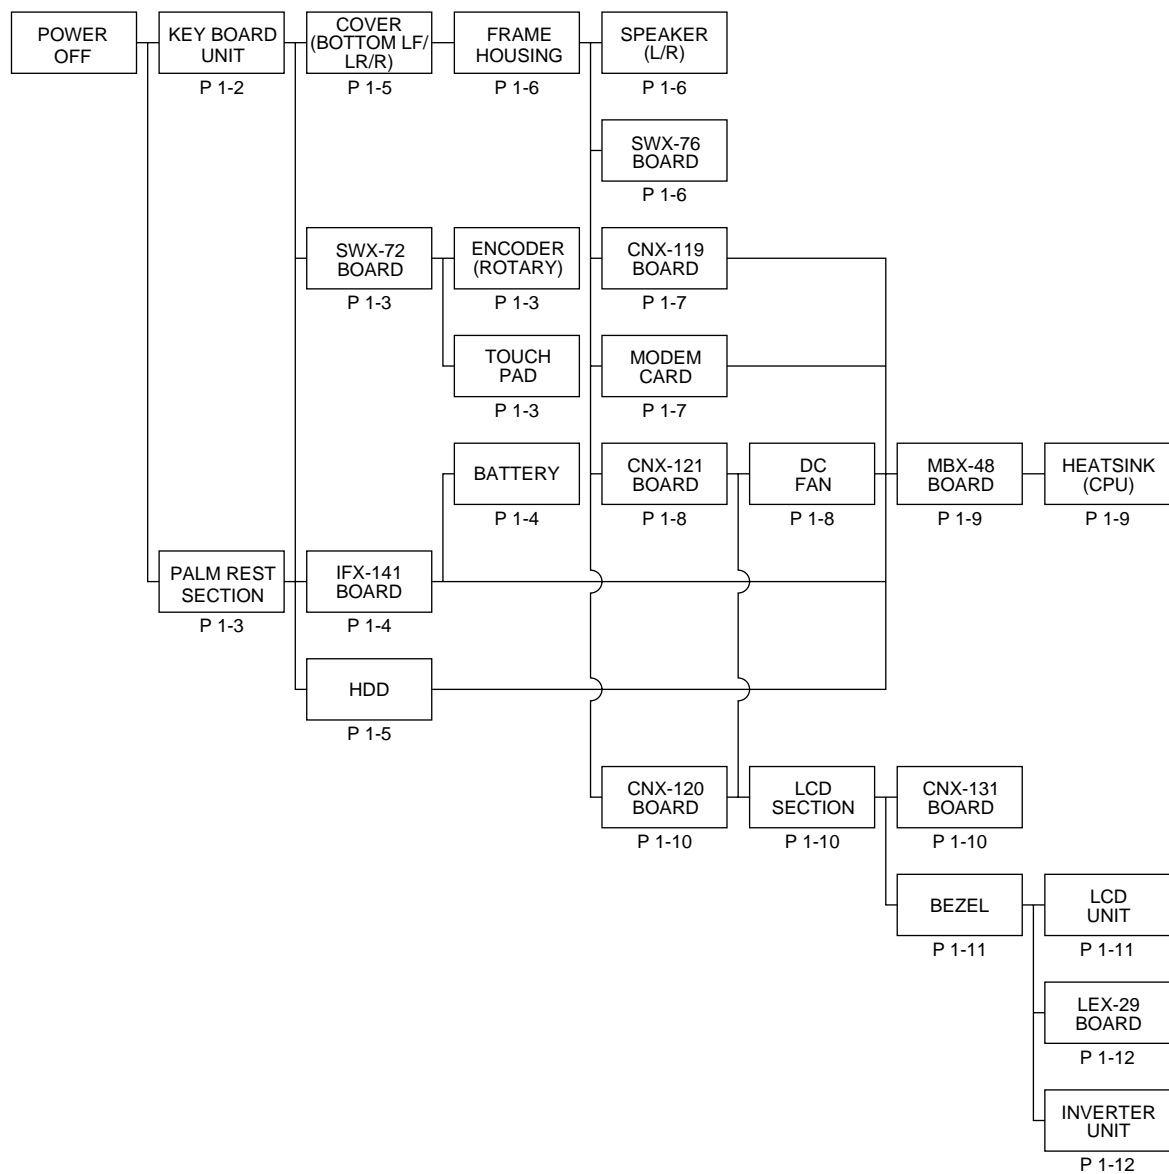 POWER
OFF
KEY BOARD
UNIT
P 1-2
COVER
(BOTTOM LF/
LR/R)
P 1-5
FRAME
HOUSING
P 1-6
SPEAKER
(L/R)
P 1-6
SWX-76
BOARD
P 1-6
SWX-72
BOARD
P 1-3
ENCODER
(ROTARY)
P 1-3
CNX-119
BOARD
P 1-7
TOUCH
PAD
P 1-3
MODEM
CARD
P 1-7
BATTERY
P 1-4
CNX-121
BOARD
P 1-8
DC
FAN
P 1-8
MBX-48
BOARD
P 1-9
HEATSINK
(CPU)
P 1-9
PALM REST
SECTION
P 1-3
IFX-141
BOARD
P 1-4
HDD
P 1-5
CNX-120
BOARD
P 1-10
LCD
SECTION
P 1-10
CNX-131
BOARD
P 1-10
BEZEL
P 1-11
LCD
UNIT
P 1-11
LEX-29
BOARD
P 1-12
INVERTER
UNIT
P 1-12